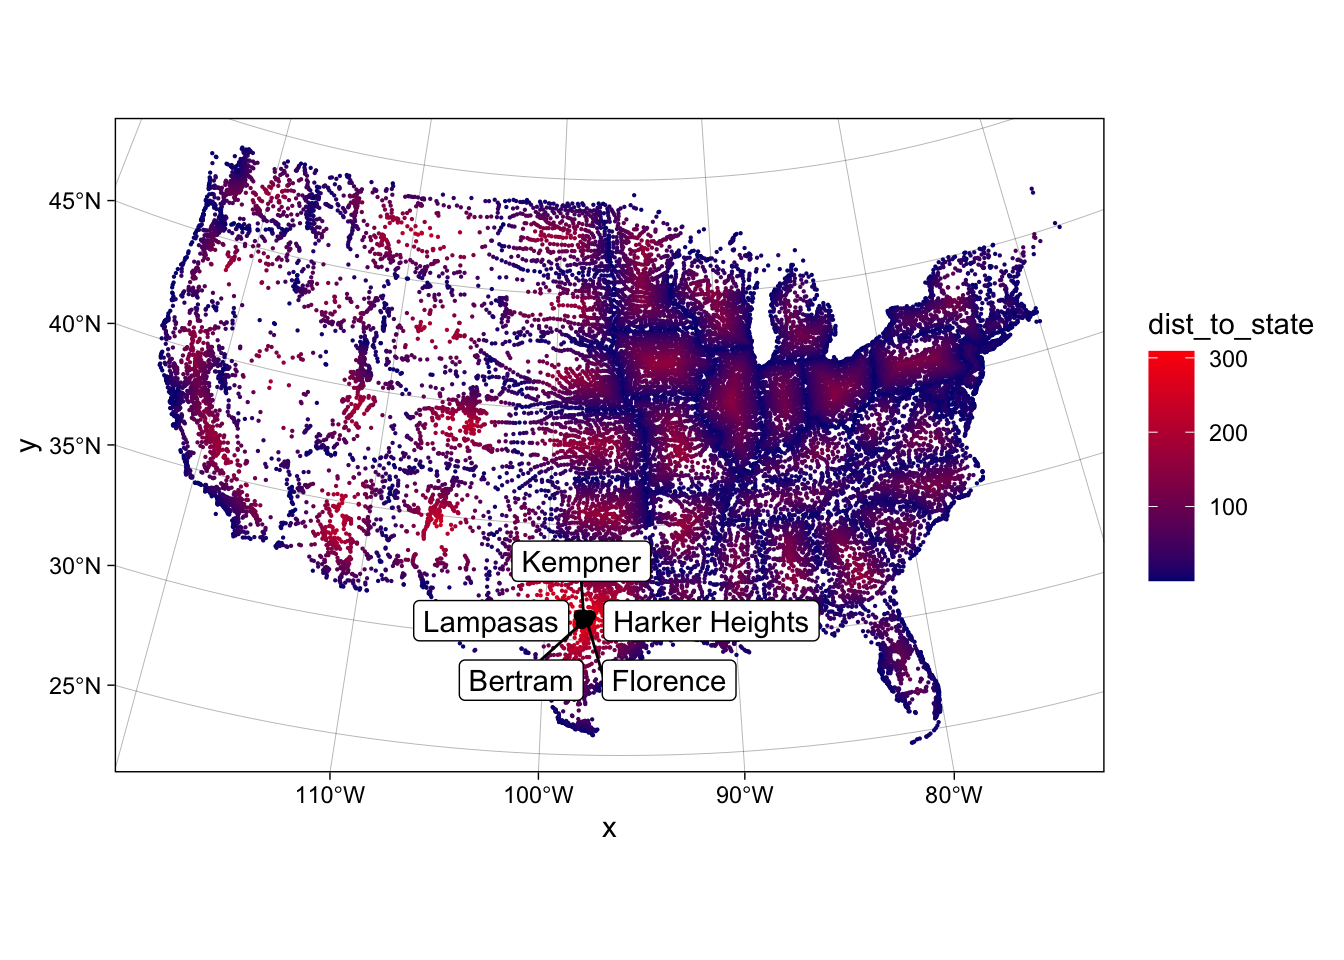 45°N
40°N
35°N
30°N
25°N
y
Kempner
Lampasas
Harker Heights
Bertram
Florence
110°W
100°W
90°W
80°W
x
dist_to_state
300
200
100